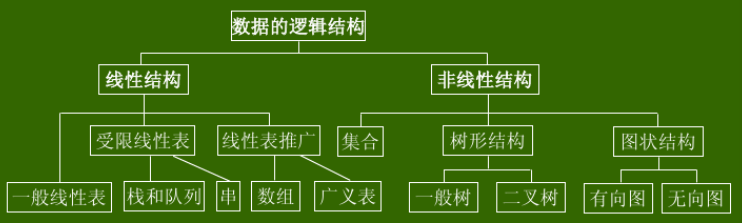 数据的逻辑结构
线性结构
非线性结构
受限线性表
线性表推广
集合
树形结构
图状结构
一般线性表
栈和队列
串
数组
广义表
一般树
二叉树
有向图
无向图